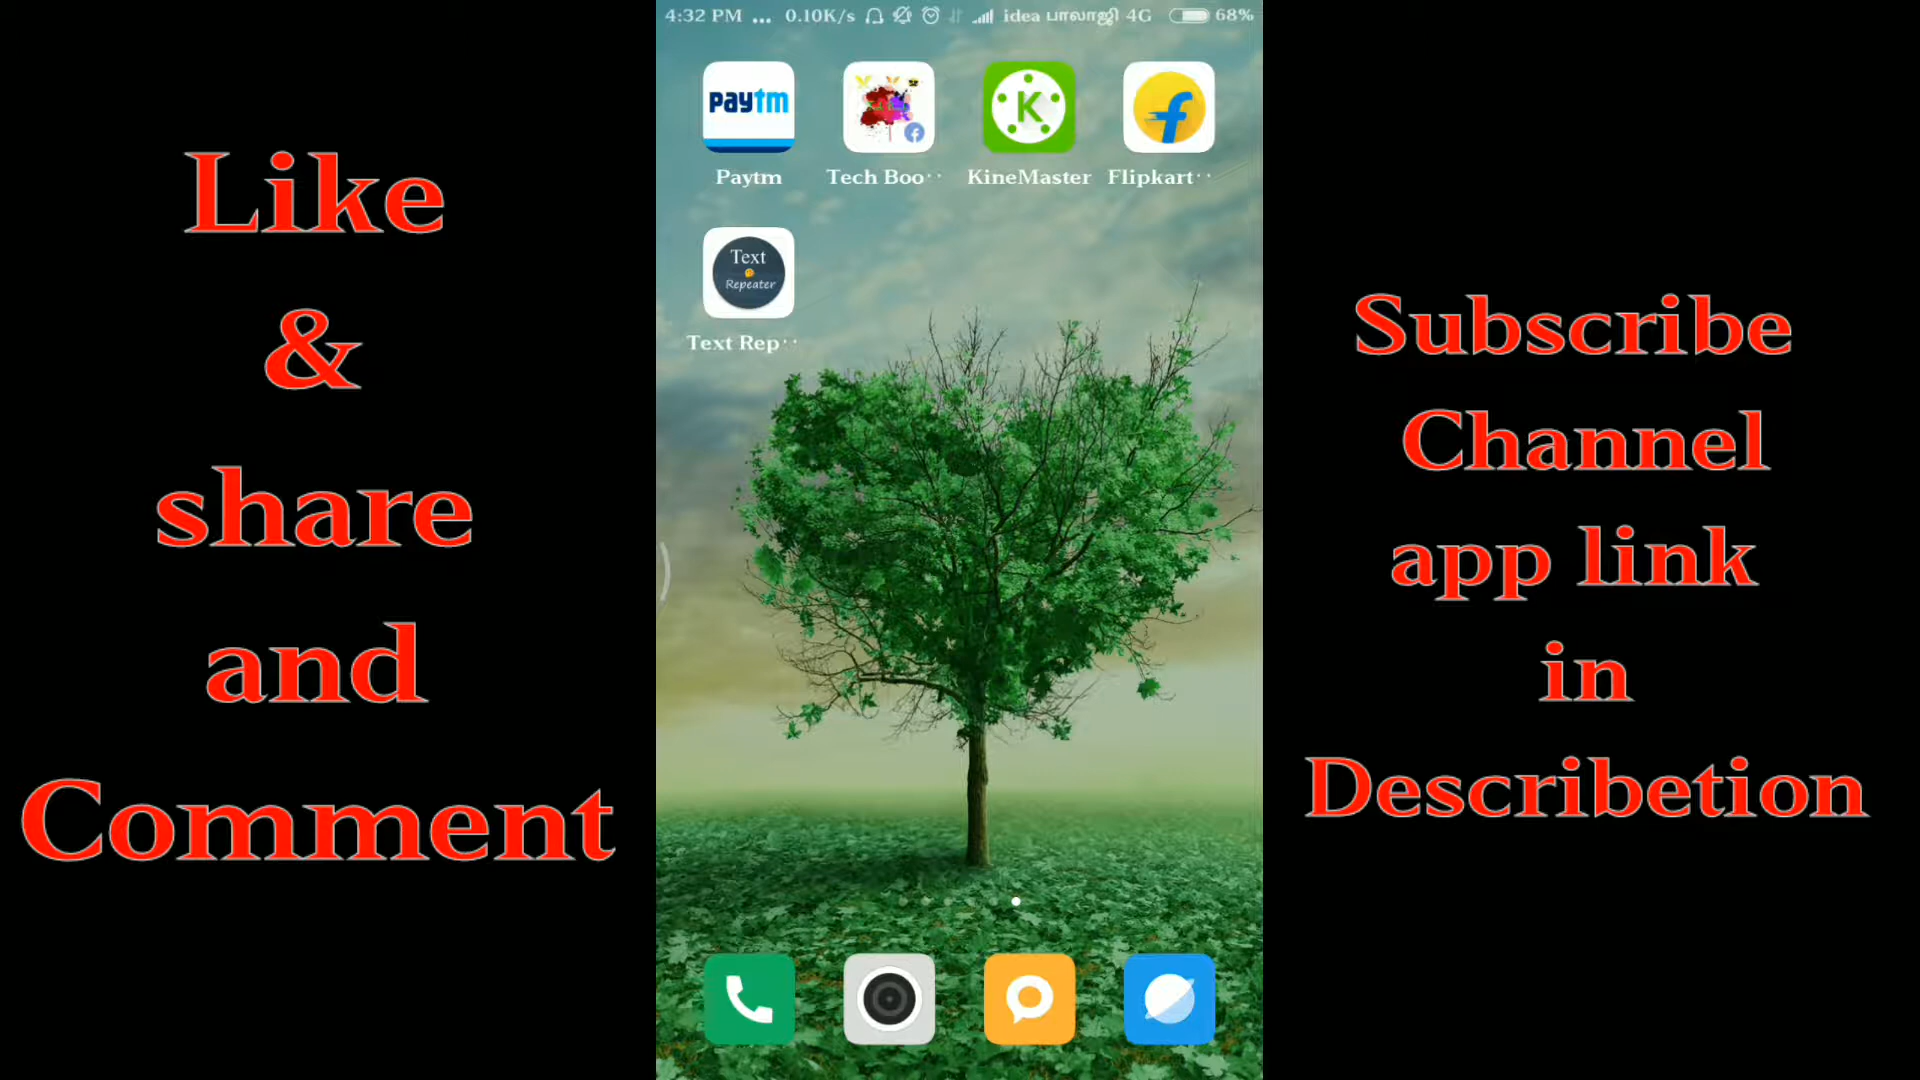 Like
&
share
and
Comment
4:32 PM ... 0.10K/s idea பாலாஜி 4G 68%
paytm
K
f
Paytm
Tech Boo··
KineMaster
Flipkart··
Text
Repeater
Text Rep··
Subscribe
Channel
app link
in
Describetion